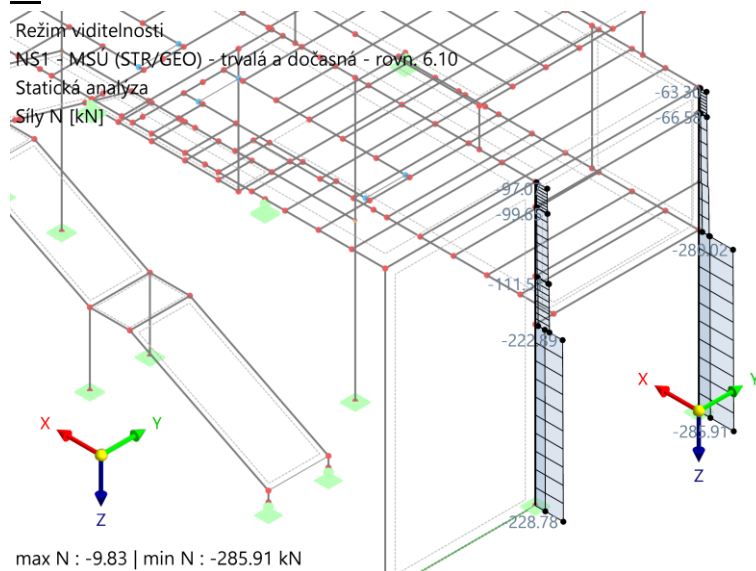 Režim viditelnosti
NS1 - MSÚ (STR/GEO) - trvalá a dočasná - rovn. 6.10
Statická analýza
Síly N [kN]
-63.30
-66.58
-97.0
-99.6
-280.02
-111.5
-222.89
X
Y
Z
-285.91
X
Y
Z
228.78
max N : -9.83 | min N : -285.91 kN